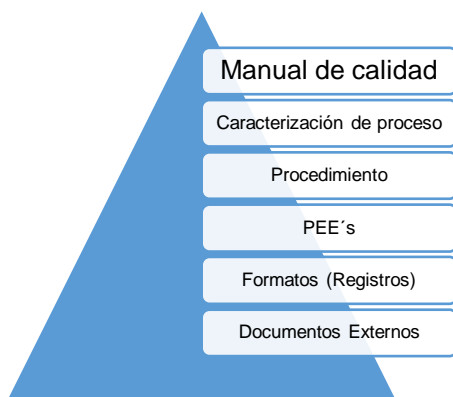 Manual de calidad
Caracterización de proceso
Procedimiento
PEE´s
Formatos (Registros)
Documentos Externos